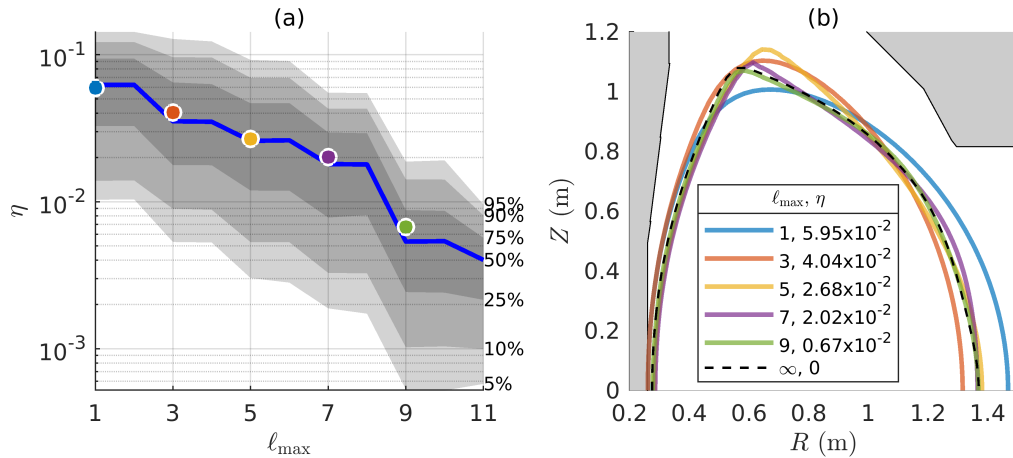 (a)
(b)
10^-1
10^-2
10^-3
η
1
3
5
7
9
11
ℓmax
95%
90%
75%
50%
25%
10%
5%
1.2
1
0.8
0.6
0.4
0.2
0
Z (m)
ℓmax, η
1, 5.95x10^-2
3, 4.04x10^-2
5, 2.68x10^-2
7, 2.02x10^-2
9, 0.67x10^-2
∞, 0
0.2
0.4
0.6
0.8
1
1.2
1.4
R (m)